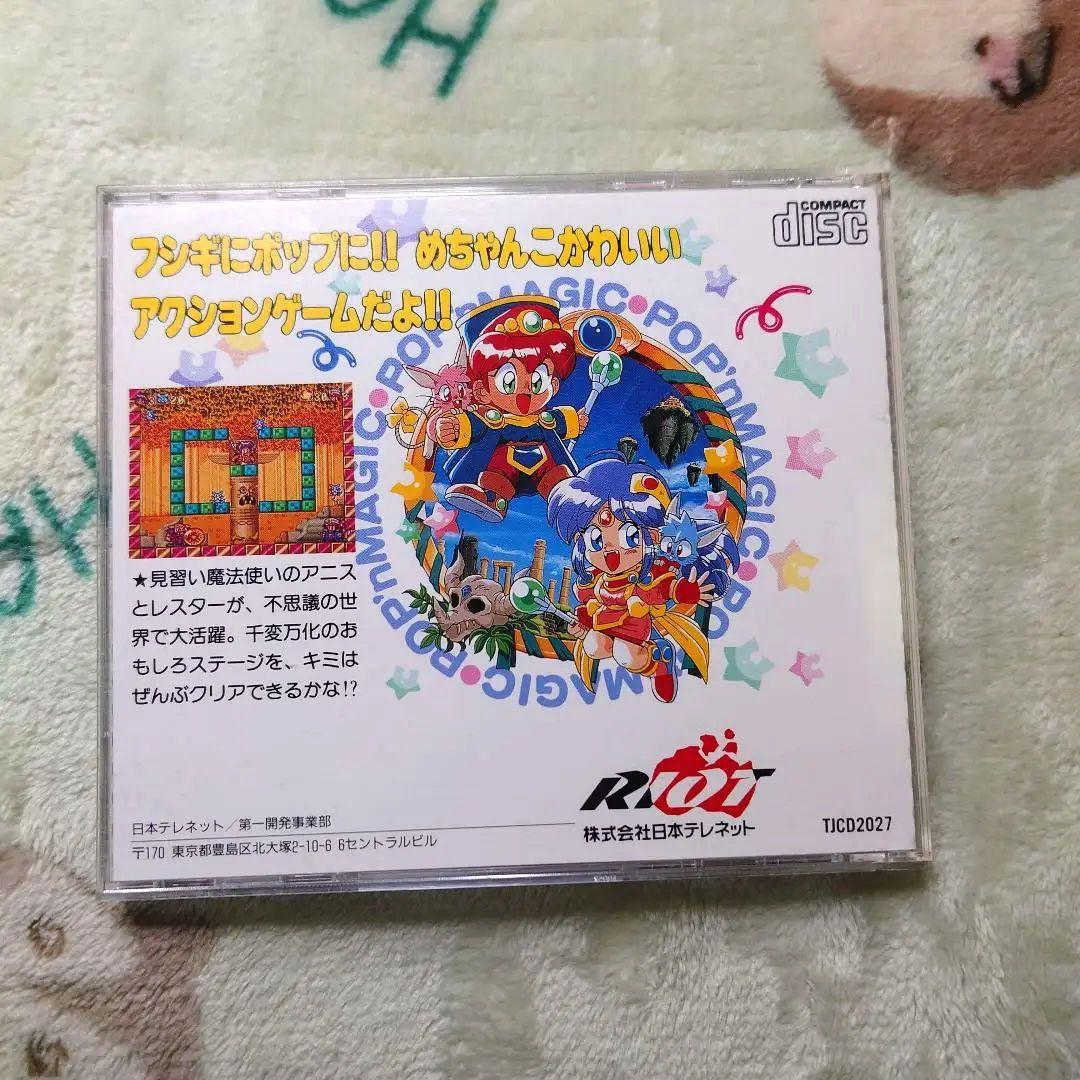 COMPACT
disc
フシギにポップに!! めちゃんこかわいい
アクションゲームだよ!!
POP'nMAGIC•POP'nMAGIC•POP'nMAGIC•POP'nMAGIC•
★見習い魔法使いのアニス
とレスターが、不思議の世
界で大活躍。千変万化のお
もしろステージを、キミは
ぜんぶクリアできるかな!?
RIOT
株式会社日本テレネット
TJCD2027
日本テレネット／第一開発事業部
〒170 東京都豊島区北大塚2-10-6 6セントラルビル